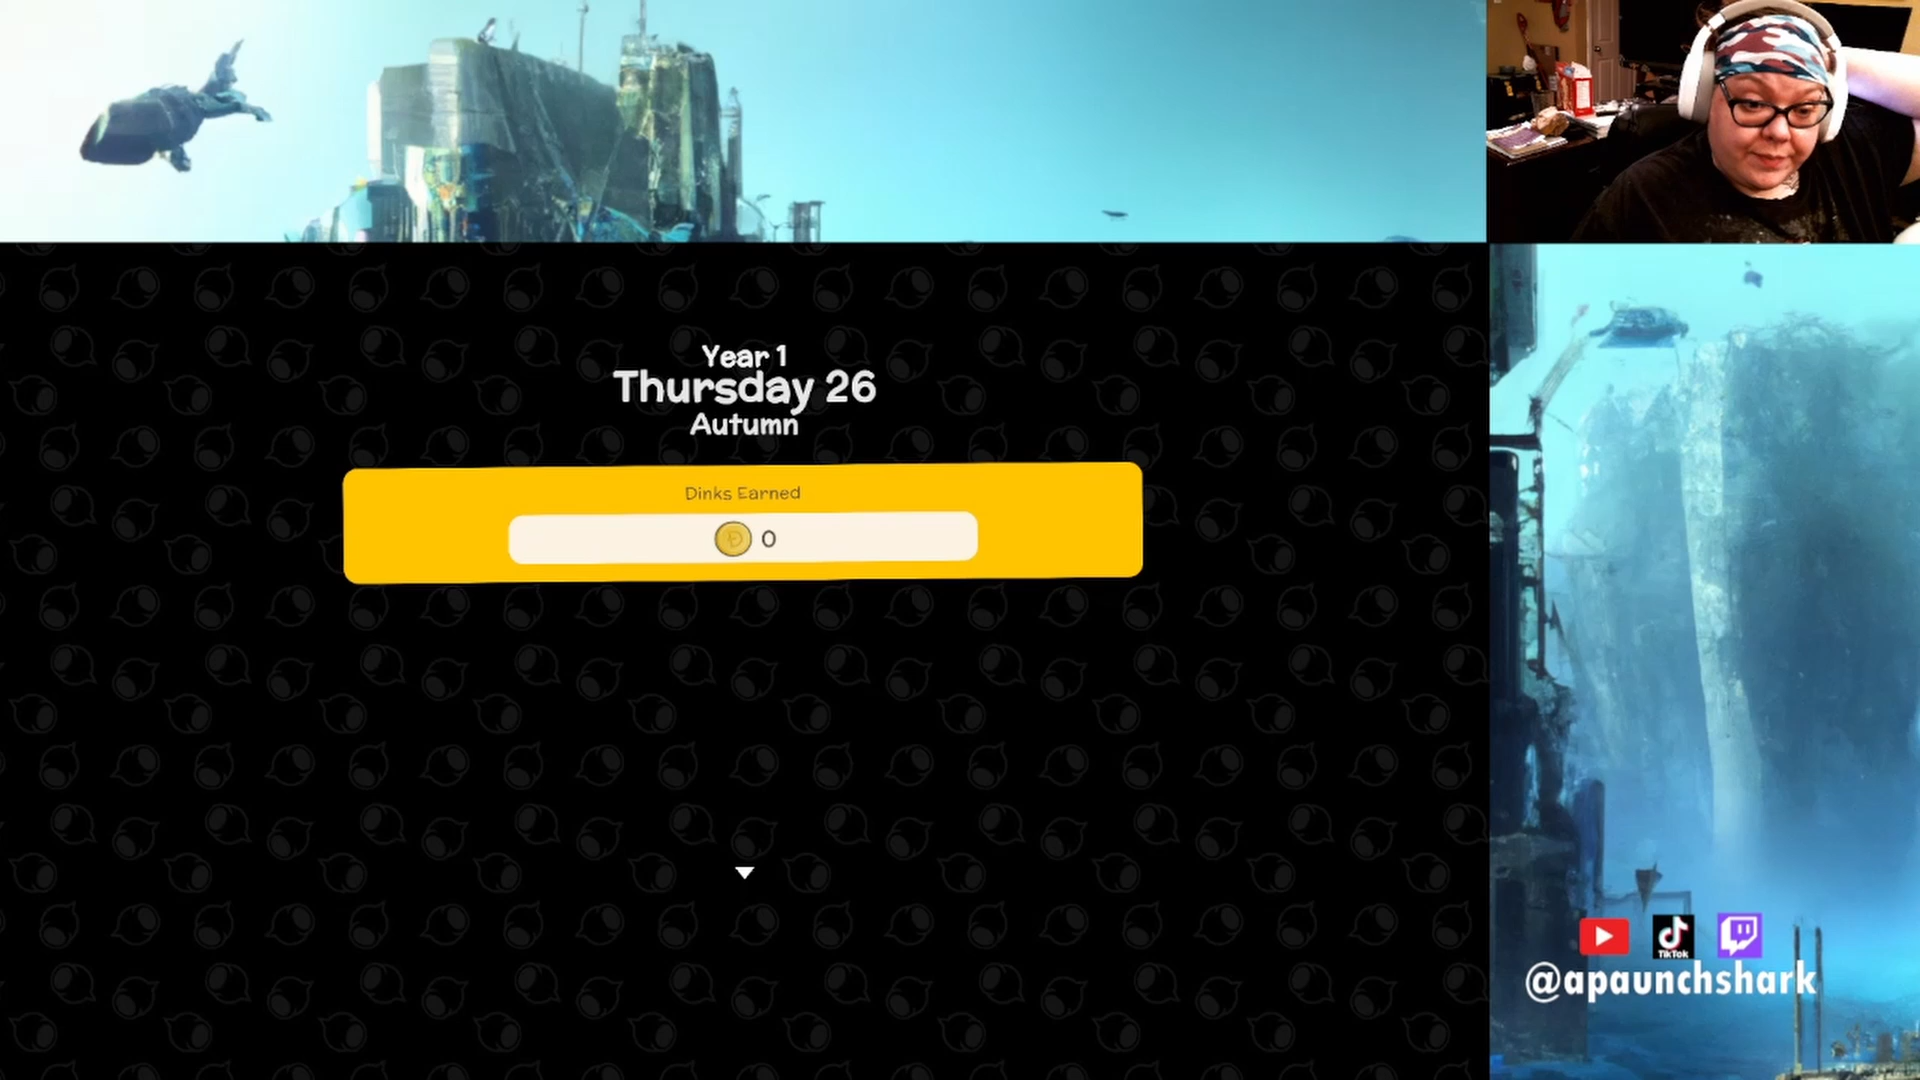 Year 1
Thursday 26
Autumn
Dinks Earned
0
TikTok
@apaunchshark